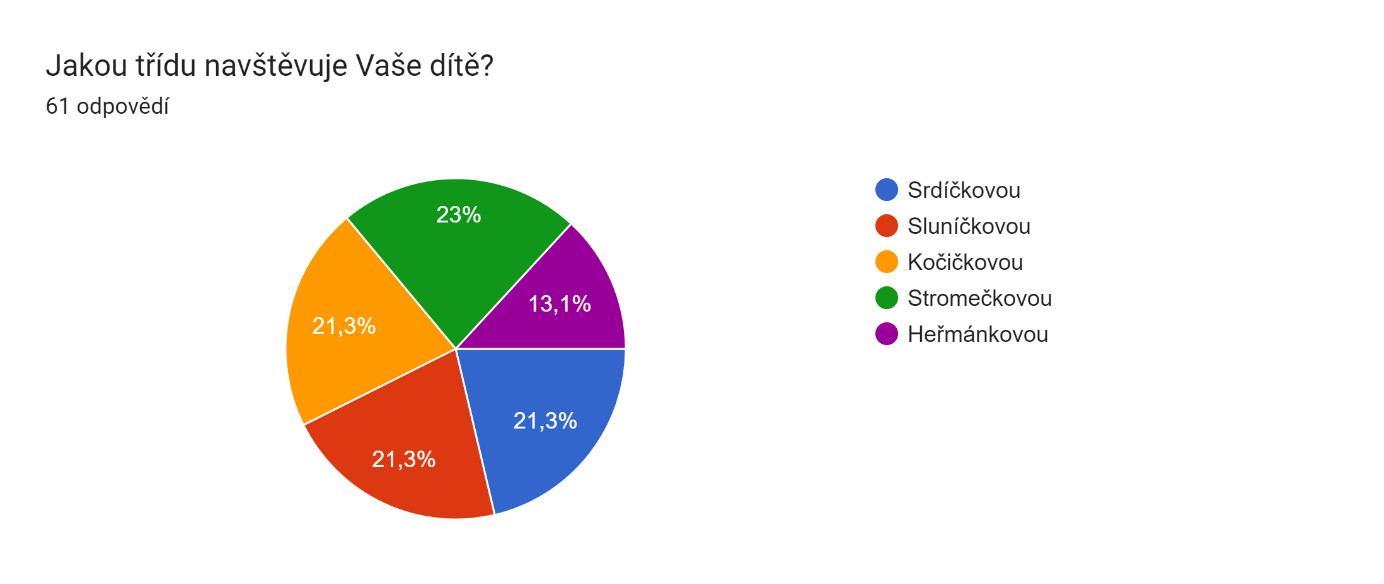 Jakou třídu navštěvuje Vaše dítě?
61 odpovědí
23%
13,1%
21,3%
21,3%
21,3%
Srdíčkovou
Sluníčkovou
Kočičkovou
Stromečkovou
Heřmánkovou